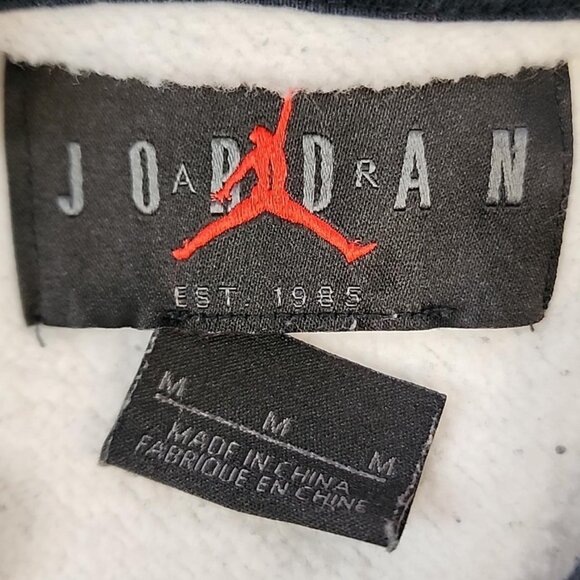 JORDAN
AIR
EST. 1985
M M M
MADE IN CHINA
FABRIQUE EN CHINE